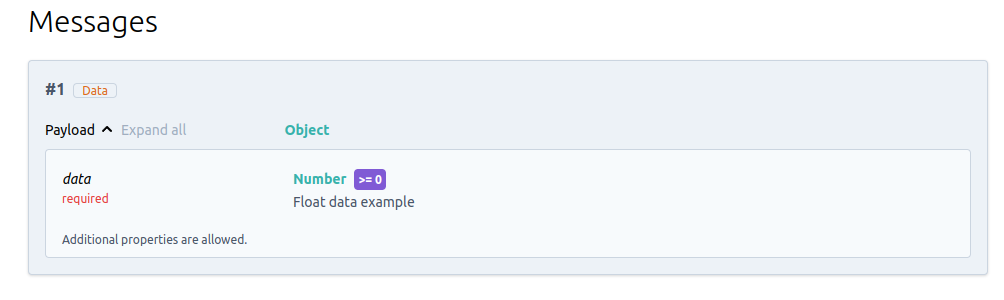 Messages
#1 Data
Payload Expand all Object
data Number >= 0
required Float data example
Additional properties are allowed.